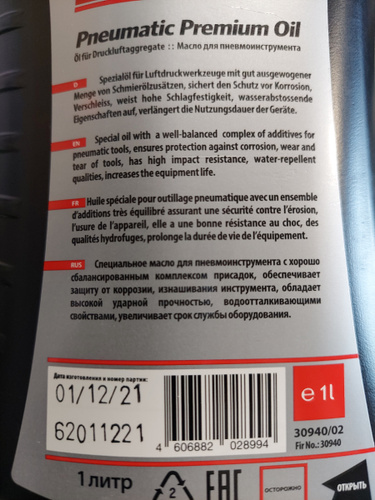 Pneumatic Premium Oil
Öl für Druckluftaggregate :: Масло для пневмоинструмента
D
Spezialöl für Luftdruckwerkzeuge mit gut ausgewogener
Menge von Schmierölzusätzen, sichert den Schutz vor Korrosion,
Verschleiss, weist hohe Schlagfestigkeit, wasserabstossende
Eigenschaften auf, verlängert die Nutzungsdauer der Geräte.
EN
Special oil with a well-balanced complex of additives for
pneumatic tools, ensures protection against corrosion, wear and
tear of tools, has high impact resistance, water-repellent
qualities, increases the equipment life.
FR
Huile spéciale pour outillage pneumatique avec un ensemble
d'additions très équilibré assurant une sécurité contre l'érosion,
l'usure de l'appareil, elle a une bonne résistance au choc, des
qualités hydrofuges, prolonge la durée de vie de l'équipement.
RUS
Специальное масло для пневмоинструмента с хорошо
сбалансированным комплексом присадок, обеспечивает
защиту от коррозии, изнашивания инструмента, обладает
высокой ударной прочностью, водоотталкивающими
свойствами, увеличивает срок службы оборудования.
Дата изготовления и номер партии:
01/12/21
62011221
4 606882 028994
e 1l
30940/02
Fir No.: 30940
1 литр
2
EAC
ОСТОРОЖНО
ОТКРЫТЬ